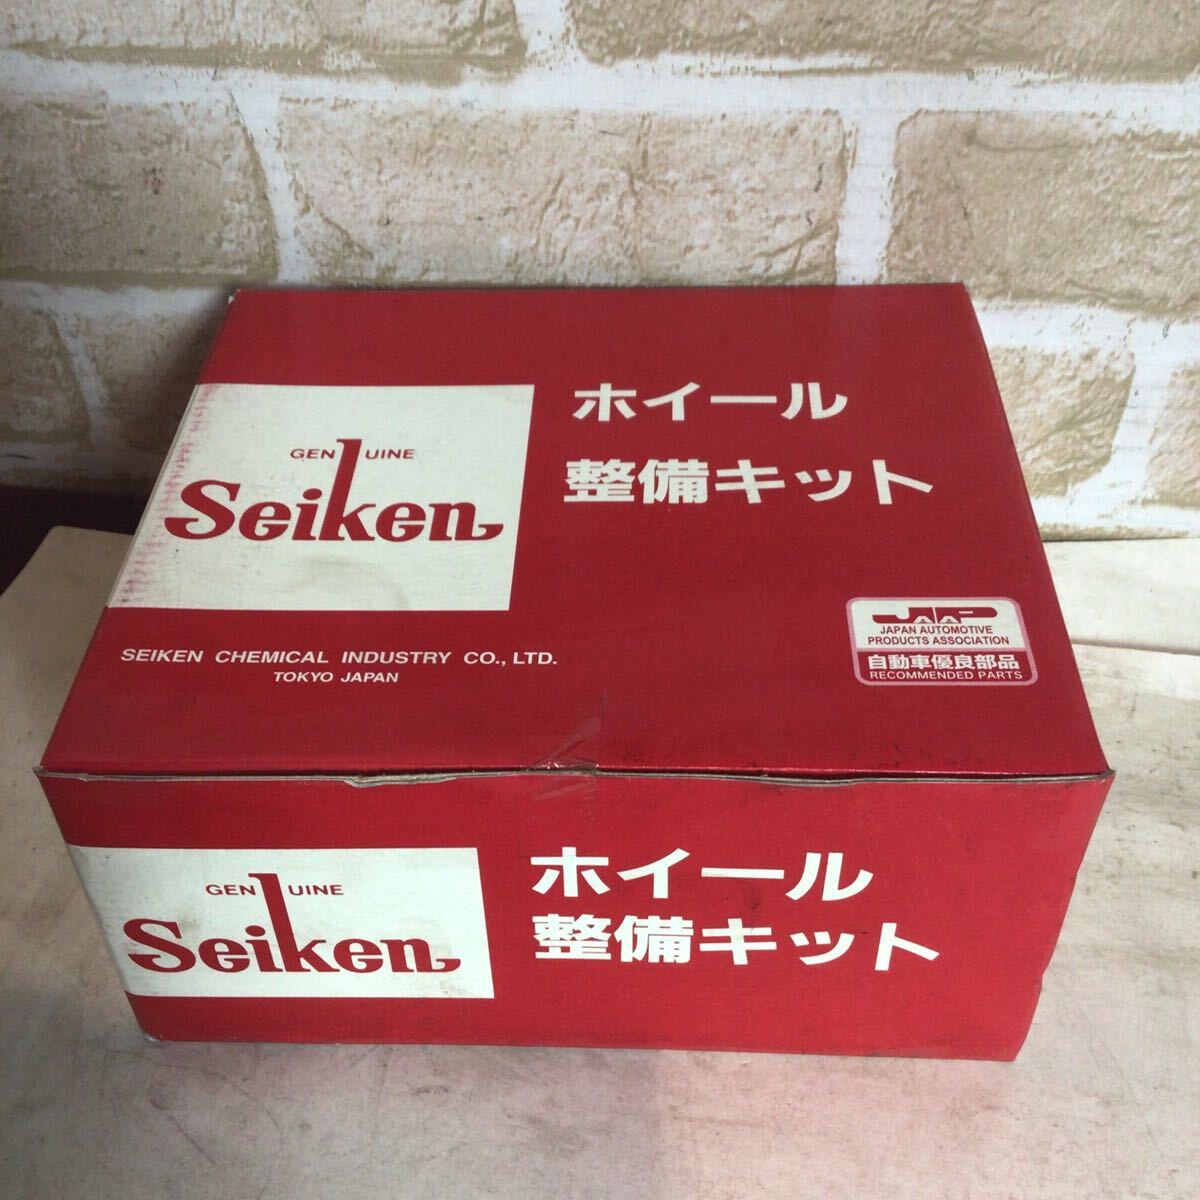 GENUINE
Seiken
ホイール
整備キット
SEIKEN CHEMICAL INDUSTRY CO., LTD.
TOKYO JAPAN
JAPA
JAPAN AUTOMOTIVE
PRODUCTS ASSOCIATION
自動車優良部品
RECOMMENDED PARTS
GENUINE
Seiken
ホイール
整備キット